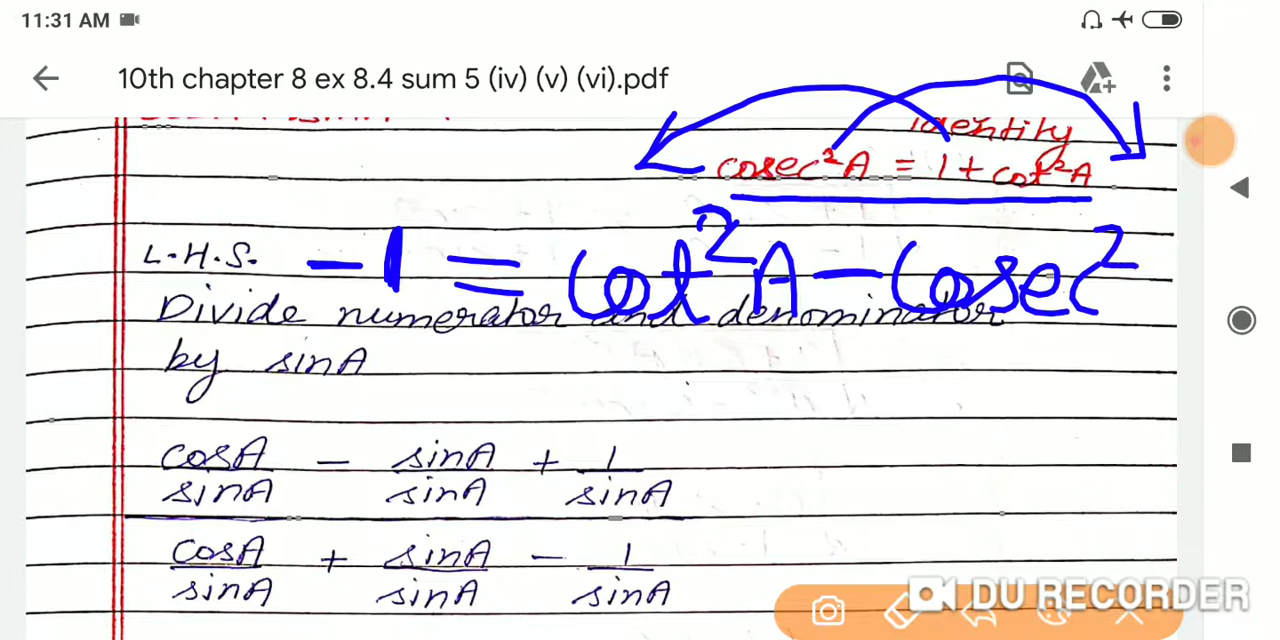 11:31 AM
10th chapter 8 ex 8.4 sum 5 (iv) (v) (vi).pdf
identity
cosec²A = 1 + cot²A
L.H.S. -1 = cot²A - cosec²
Divide numerator and denominator
by sinA
cosA/sinA - sinA/sinA + 1/sinA
cosA/sinA + sinA/sinA - 1/sinA
DU RECORDER